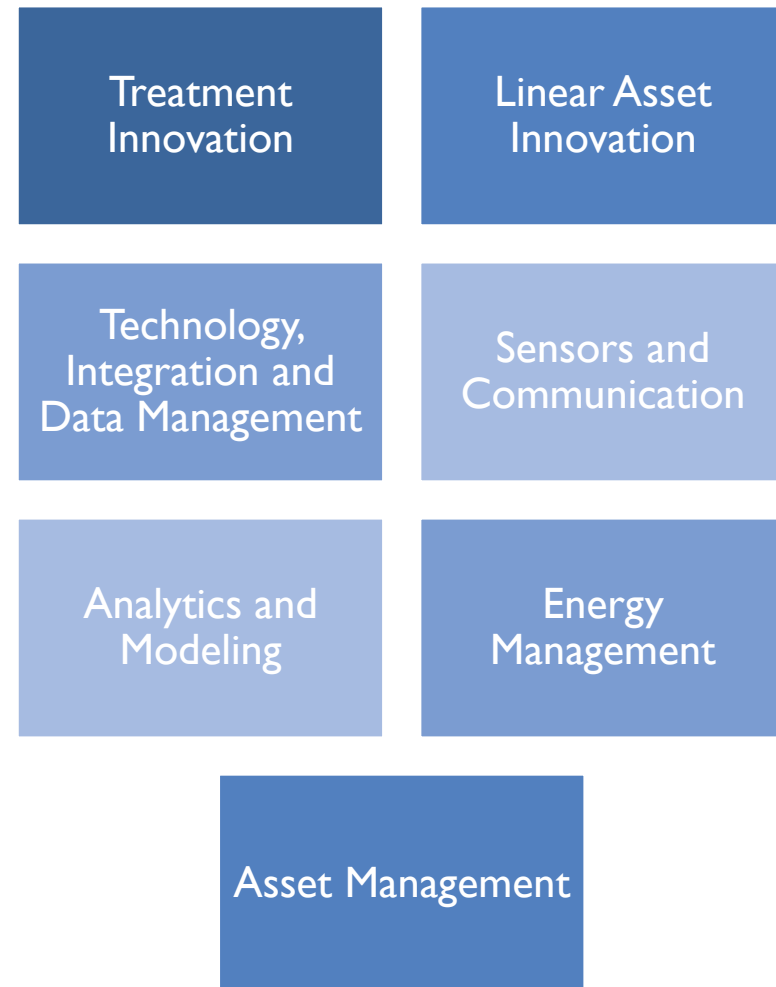 Treatment
Innovation
Linear Asset
Innovation
Technology,
Integration and
Data Management
Sensors and
Communication
Analytics and
Modeling
Energy
Management
Asset Management